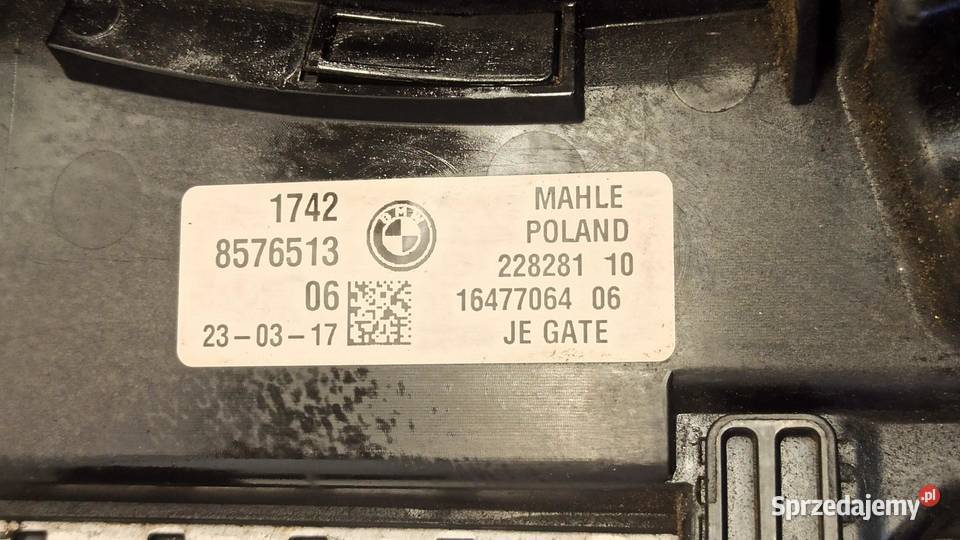 1742
8576513
06
23-03-17
BMW
MAHLE
POLAND
228281 10
16477064 06
JE GATE
Sprzedajemy.pl